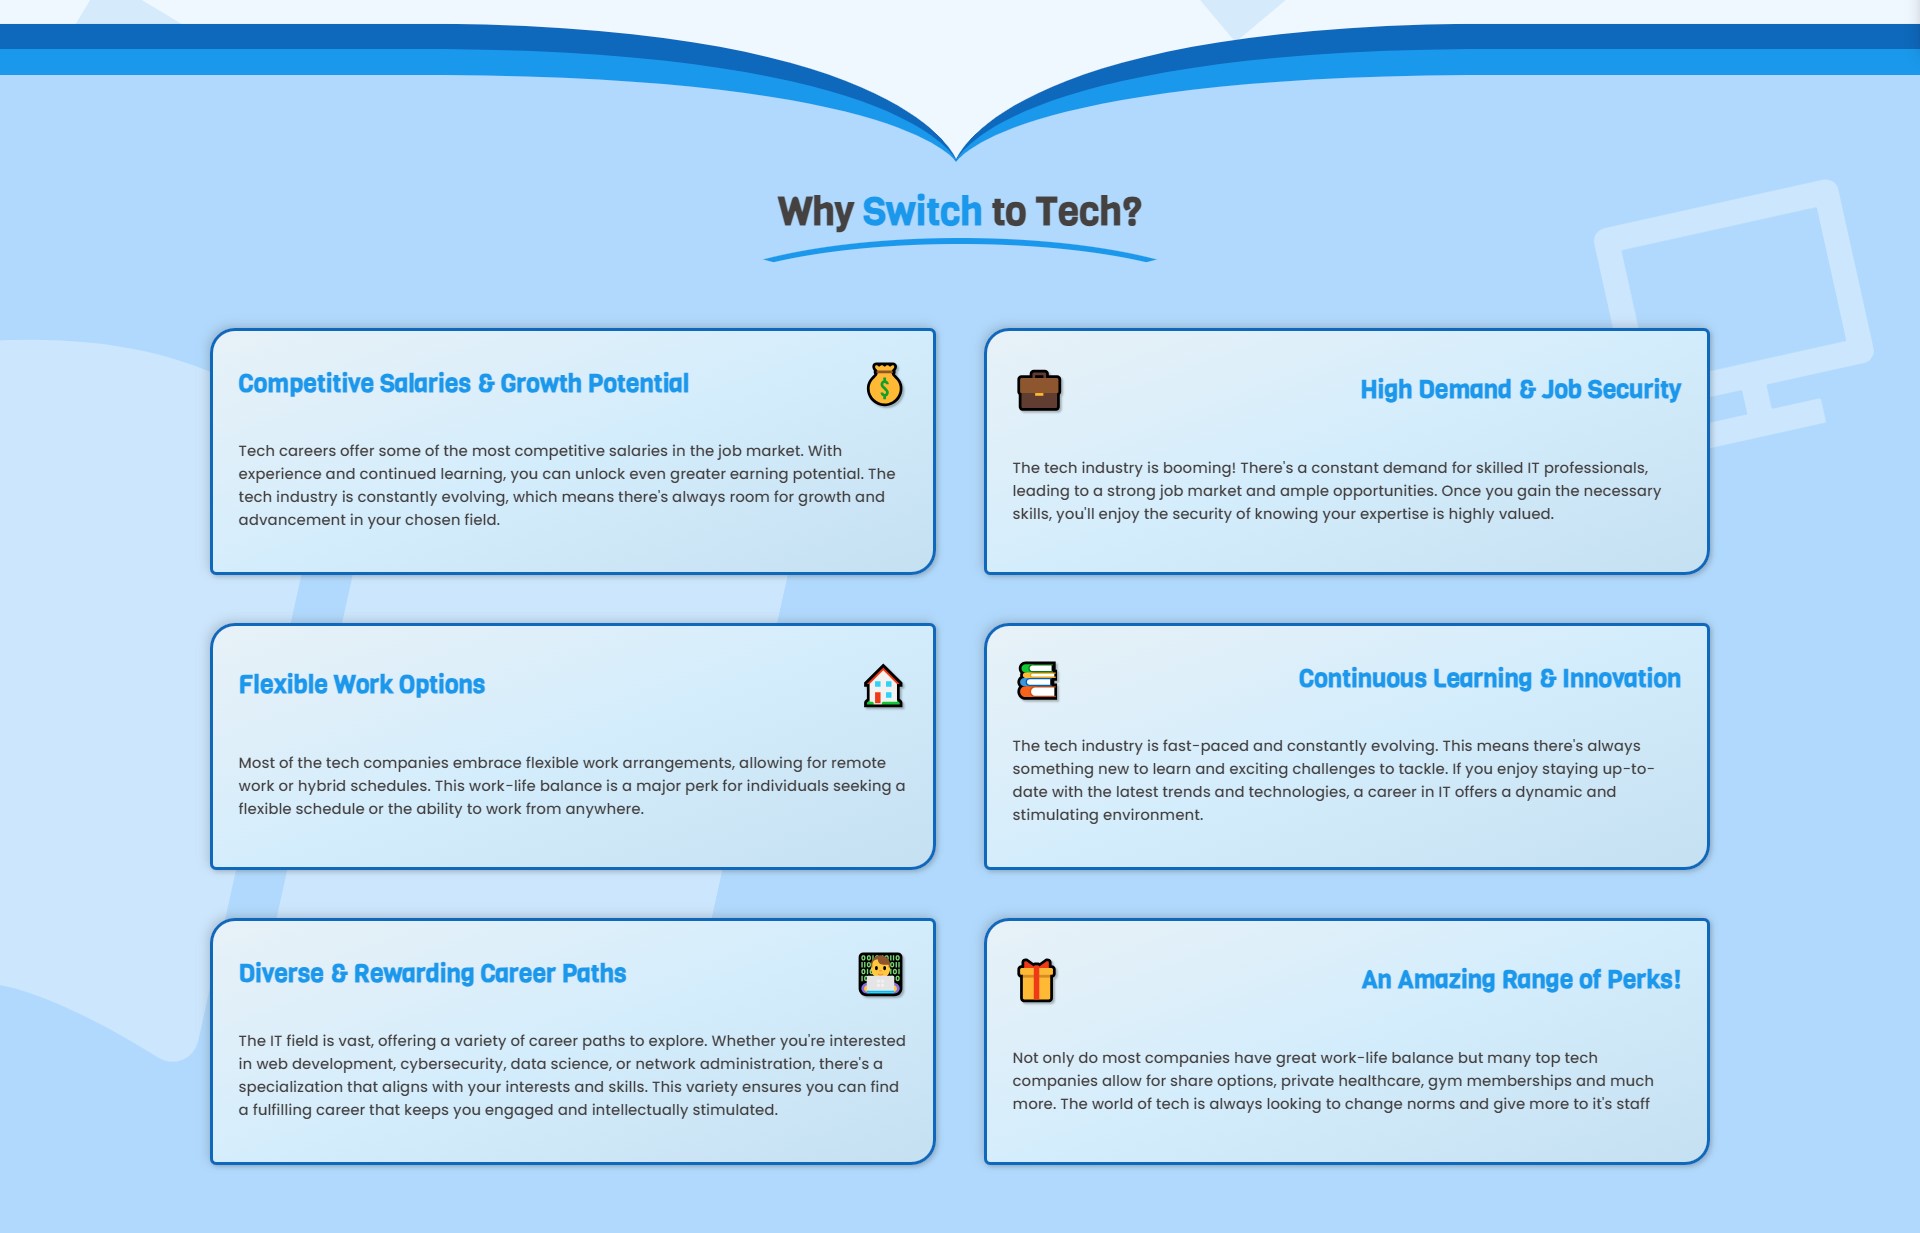 Why Switch to Tech?
Competitive Salaries & Growth Potential
Tech careers offer some of the most competitive salaries in the job market. With
experience and continued learning, you can unlock even greater earning potential. The
tech industry is constantly evolving, which means there's always room for growth and
advancement in your chosen field.
High Demand & Job Security
The tech industry is booming! There's a constant demand for skilled IT professionals,
leading to a strong job market and ample opportunities. Once you gain the necessary
skills, you'll enjoy the security of knowing your expertise is highly valued.
Flexible Work Options
Most of the tech companies embrace flexible work arrangements, allowing for remote
work or hybrid schedules. This work-life balance is a major perk for individuals seeking a
flexible schedule or the ability to work from anywhere.
Continuous Learning & Innovation
The tech industry is fast-paced and constantly evolving. This means there's always
something new to learn and exciting challenges to tackle. If you enjoy staying up-to-
date with the latest trends and technologies, a career in IT offers a dynamic and
stimulating environment.
Diverse & Rewarding Career Paths
The IT field is vast, offering a variety of career paths to explore. Whether you're interested
in web development, cybersecurity, data science, or network administration, there's a
specialization that aligns with your interests and skills. This variety ensures you can find
a fulfilling career that keeps you engaged and intellectually stimulated.
An Amazing Range of Perks!
Not only do most companies have great work-life balance but many top tech
companies allow for share options, private healthcare, gym memberships and much
more. The world of tech is always looking to change norms and give more to it's staff